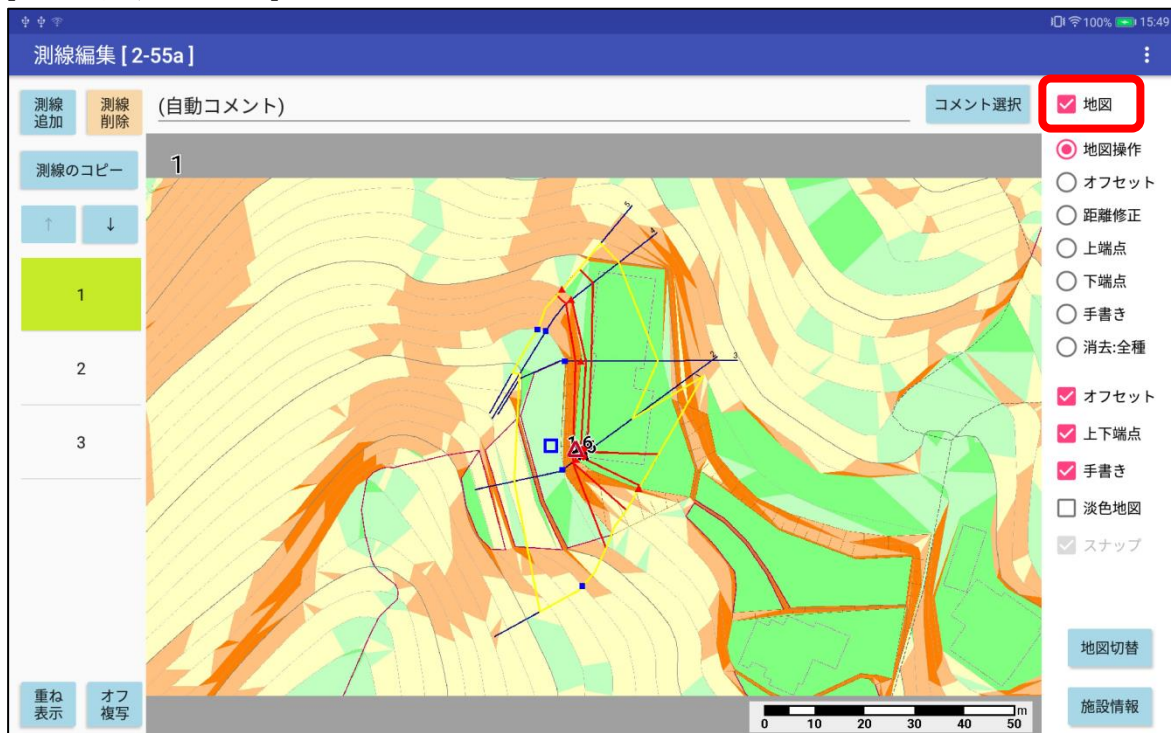 100% 15:49
測線編集 [ 2-55a ]
測線
追加
測線
削除
(自動コメント)
コメント選択
地図
測線のコピー
1
地図操作
オフセット
↑
↓
距離修正
上端点
1
下端点
手書き
消去:全種
2
オフセット
3
上下端点
手書き
淡色地図
スナップ
5
4
2
3
地図切替
重ね
表示
オフ
複写
施設情報
m
0 10 20 30 40 50